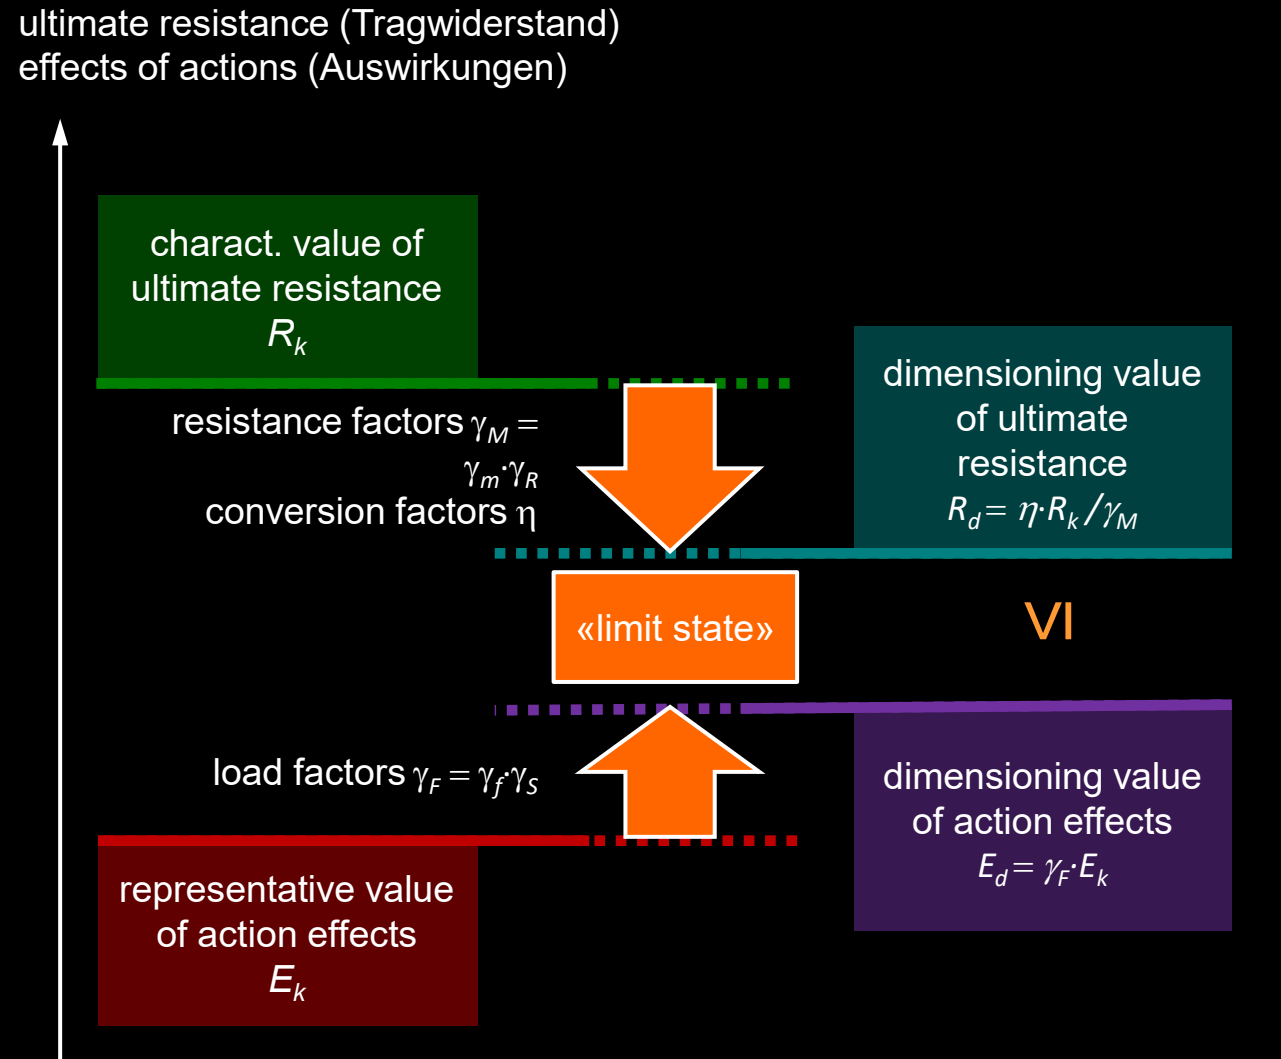 ultimate resistance (Tragwiderstand)
effects of actions (Auswirkungen)
charact. value of
ultimate resistance
Rk
resistance factors γM =
γm·γR
conversion factors η
dimensioning value
of ultimate
resistance
Rd = η·Rk /γM
«limit state»
VI
load factors γF = γf·γS
dimensioning value
of action effects
Ed = γF·Ek
representative value
of action effects
Ek